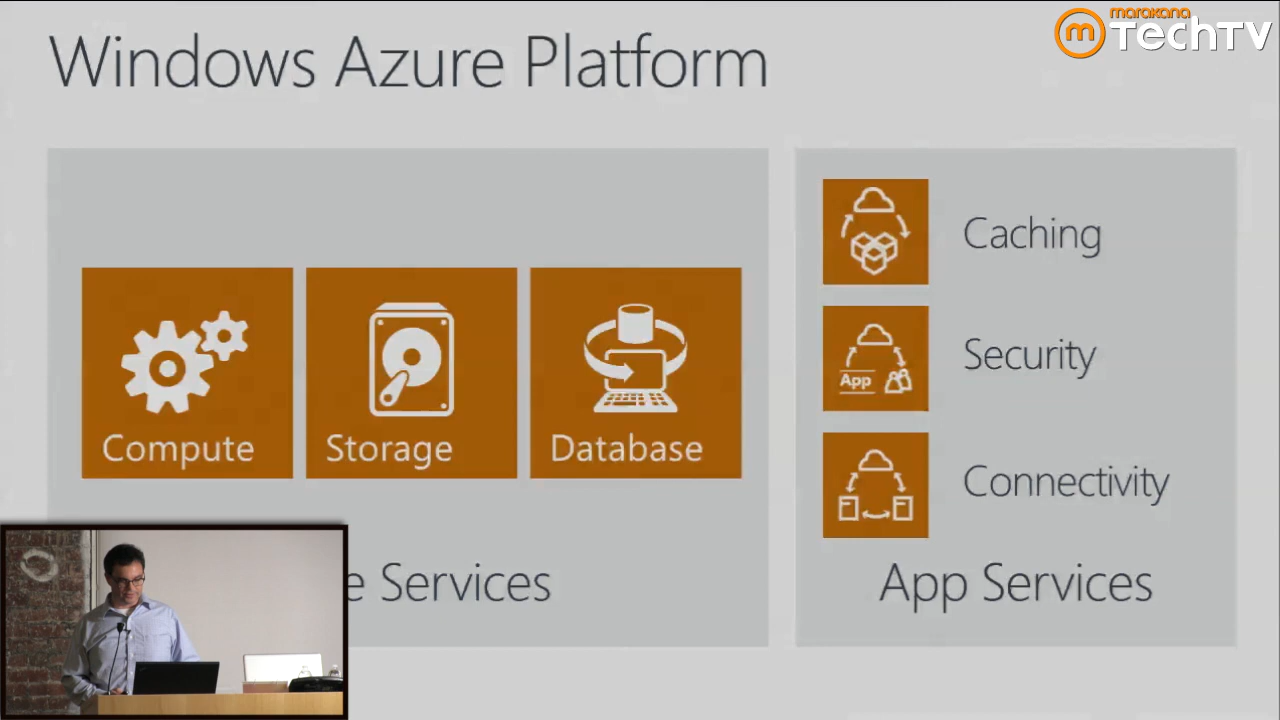 marakana
TechTV
Windows Azure Platform
Caching
App
Security
Compute
Storage
Database
Connectivity
e Services
App Services